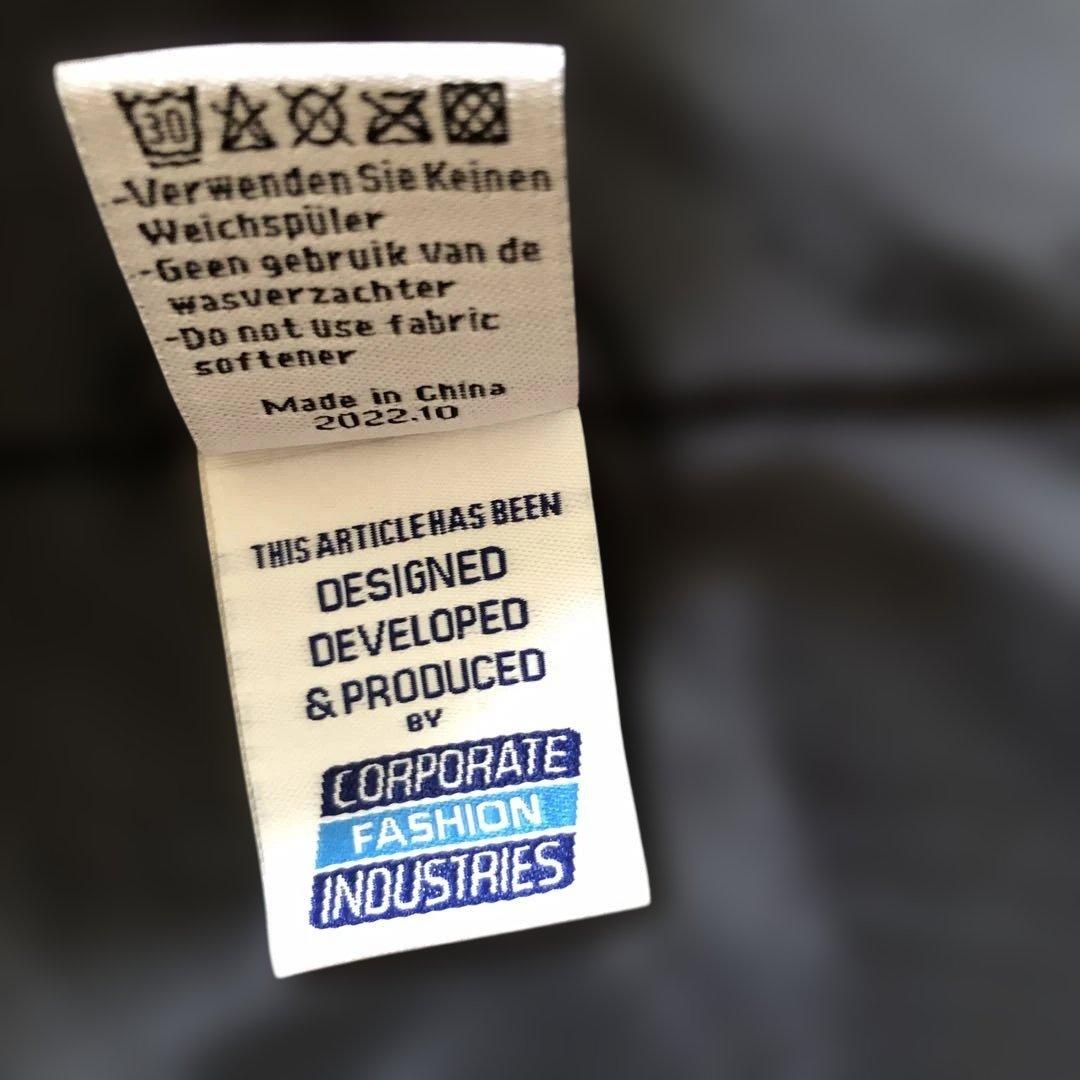 30
-Verwenden Sie Keinen
Weichspüler
-Geen gebruik van de
wasverzachter
-Do not use fabric
softener
Made in China
2022.10
THIS ARTICLE HAS BEEN
DESIGNED
DEVELOPED
& PRODUCED
BY
CORPORATE
FASHION
INDUSTRIES